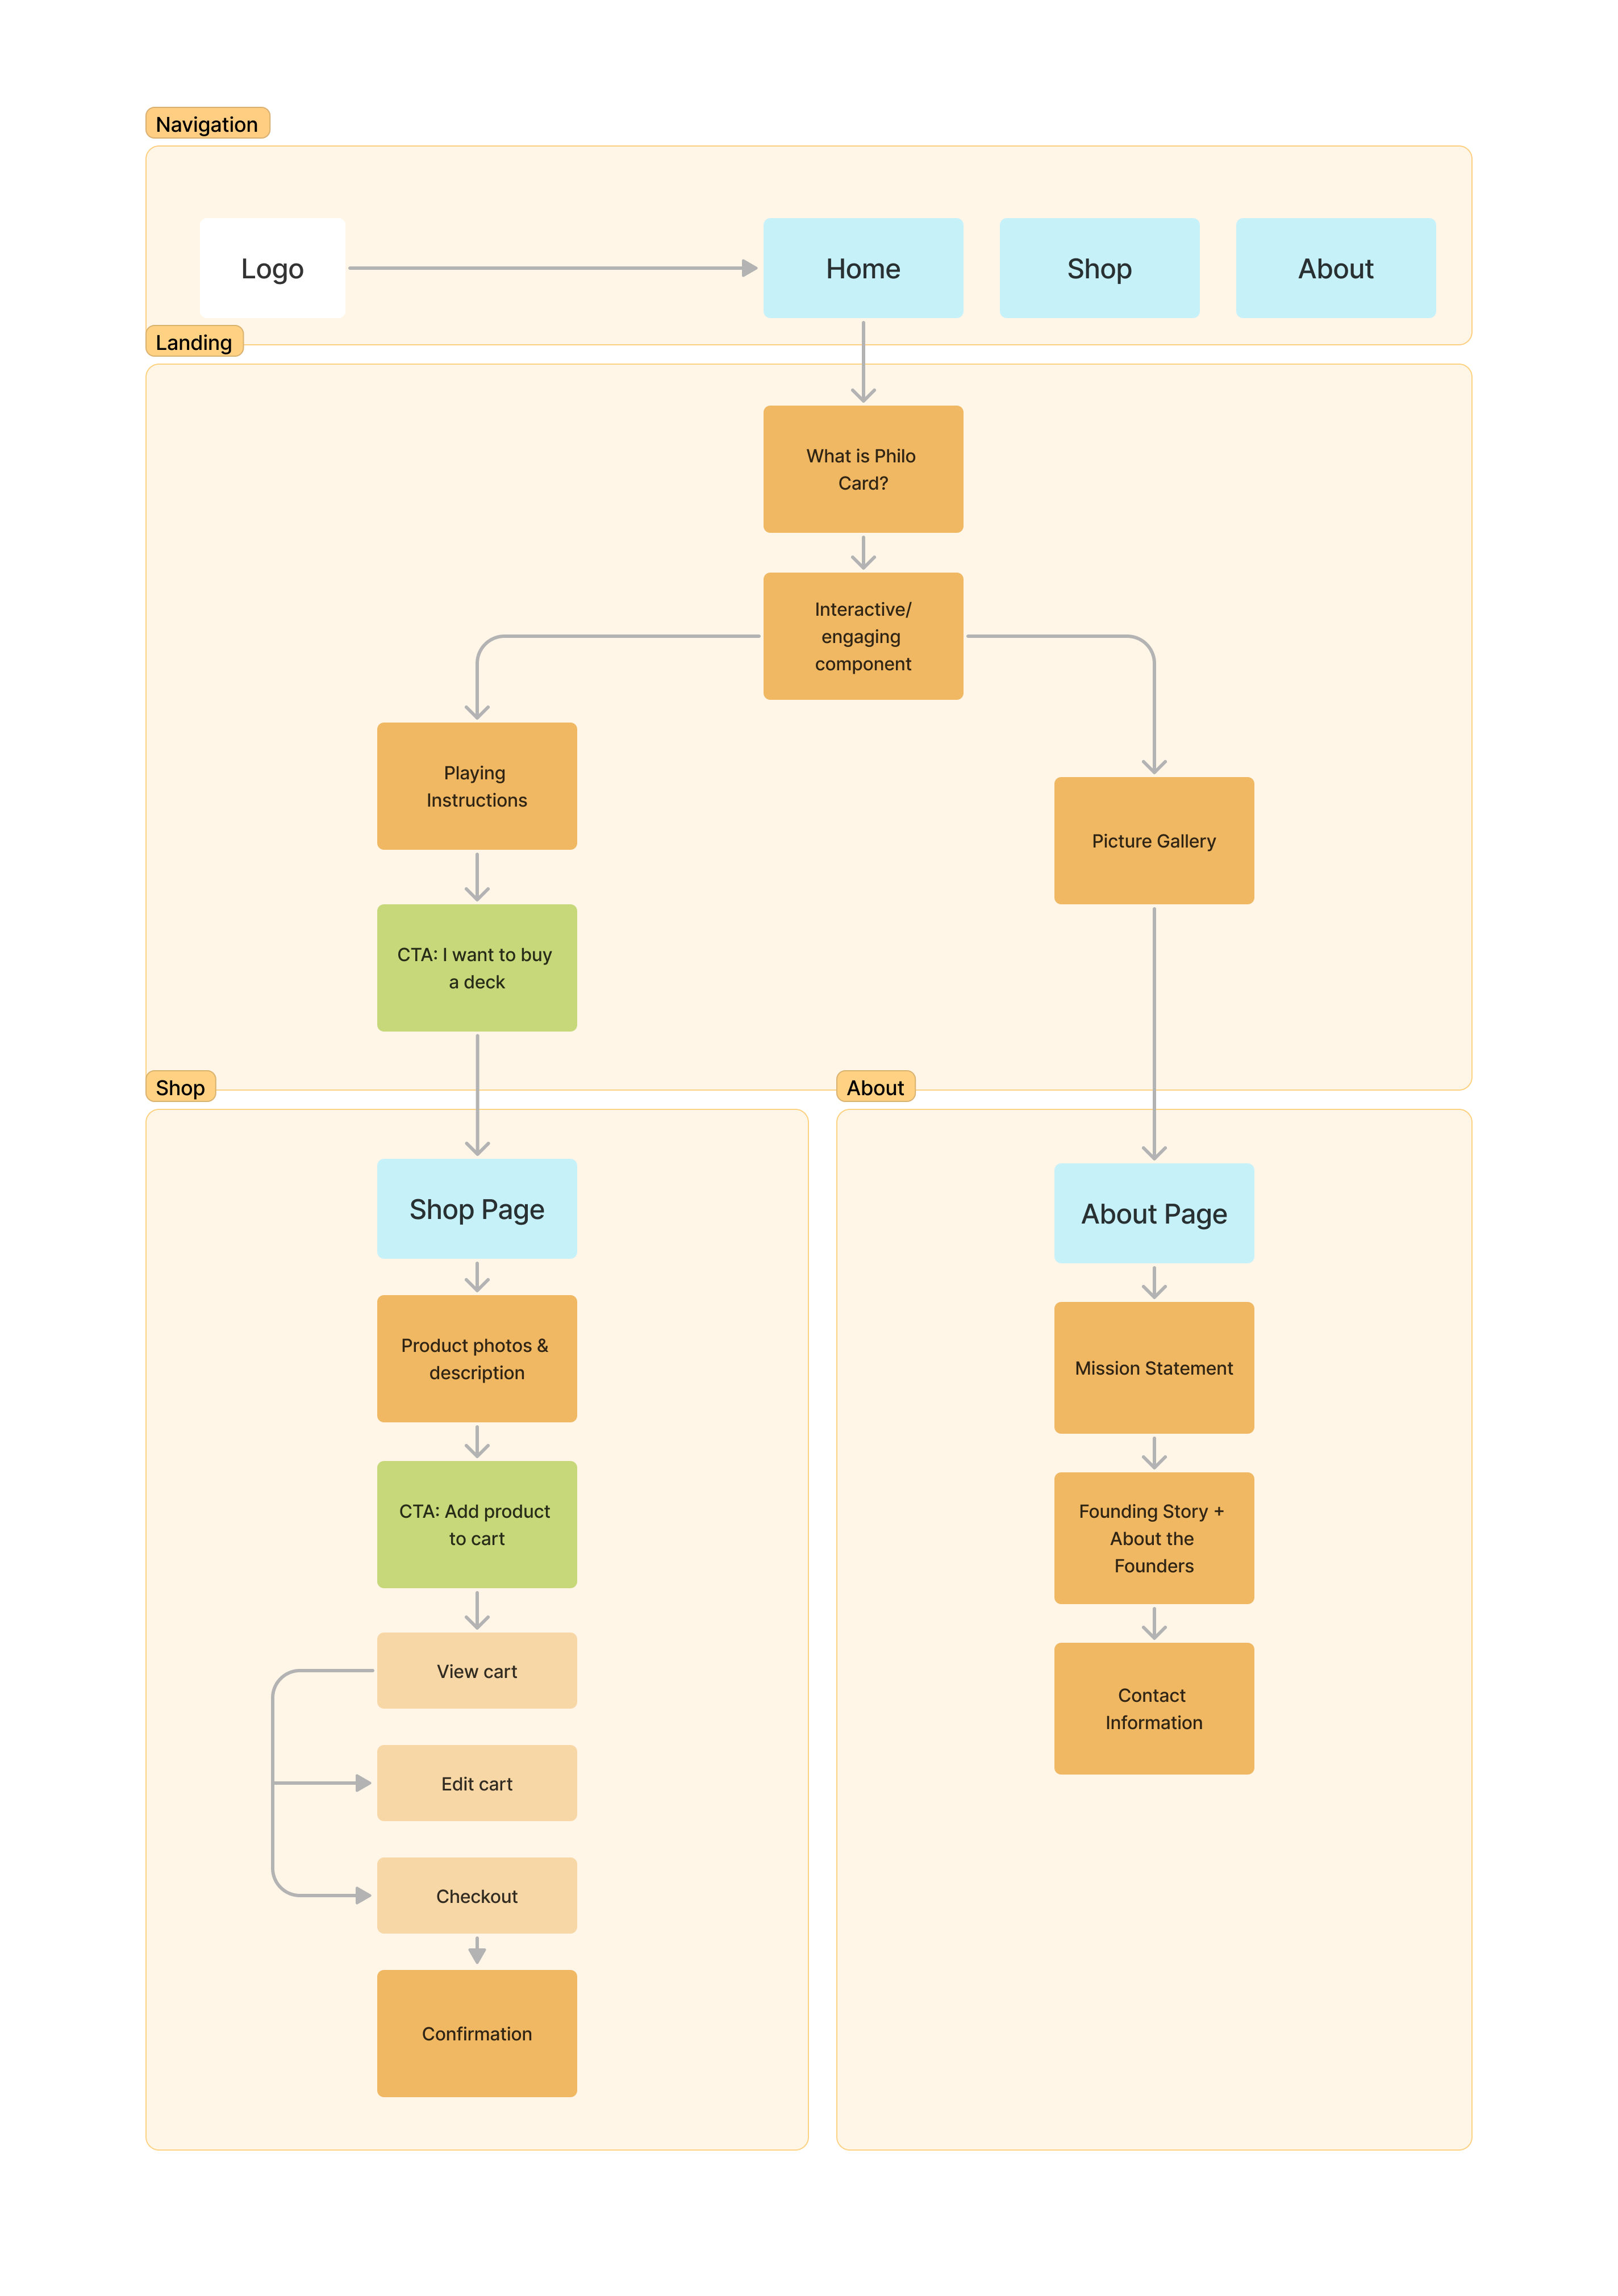 Navigation
Logo
Home
Shop
About
Landing
What is Philo
Card?
Interactive/
engaging
component
Playing
Instructions
Picture Gallery
CTA: I want to buy
a deck
Shop
Shop Page
Product photos &
description
CTA: Add product
to cart
View cart
Edit cart
Checkout
Confirmation
About
About Page
Mission Statement
Founding Story +
About the
Founders
Contact
Information